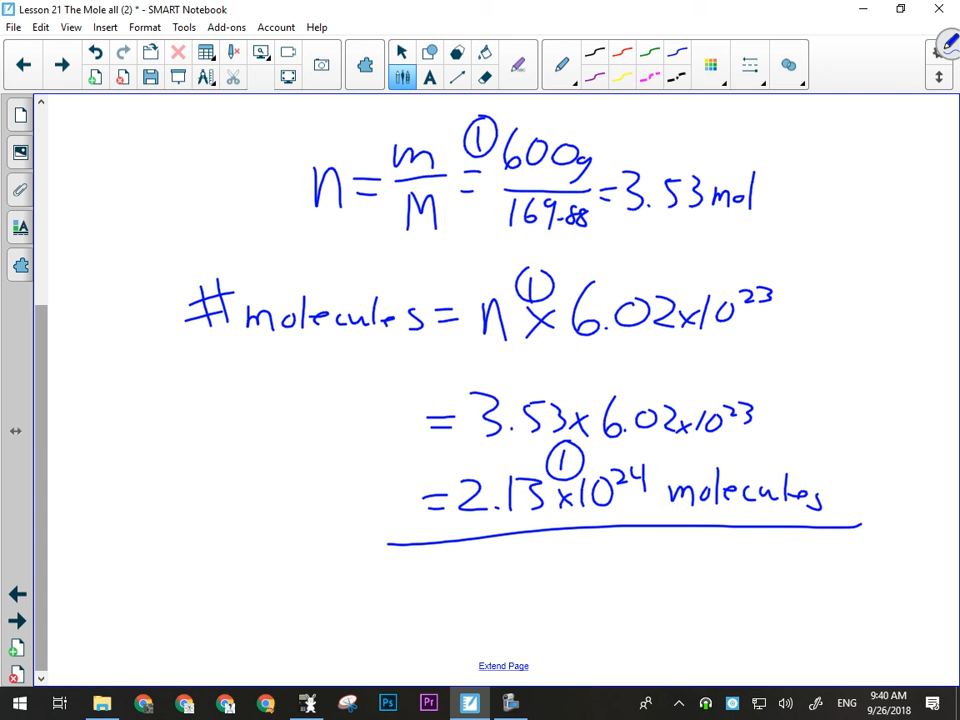 Lesson 21 The Mole all (2) * - SMART Notebook
File Edit View Insert Format Tools Add-ons Account Help
n = m/M = ① 600g/169.88 = 3.53 mol
#molecules = n ① × 6.02×10²³
= 3.53 × 6.02×10²³
= 2.13 ① ×10²⁴ molecules
Extend Page
ENG
9:40 AM
9/26/2018